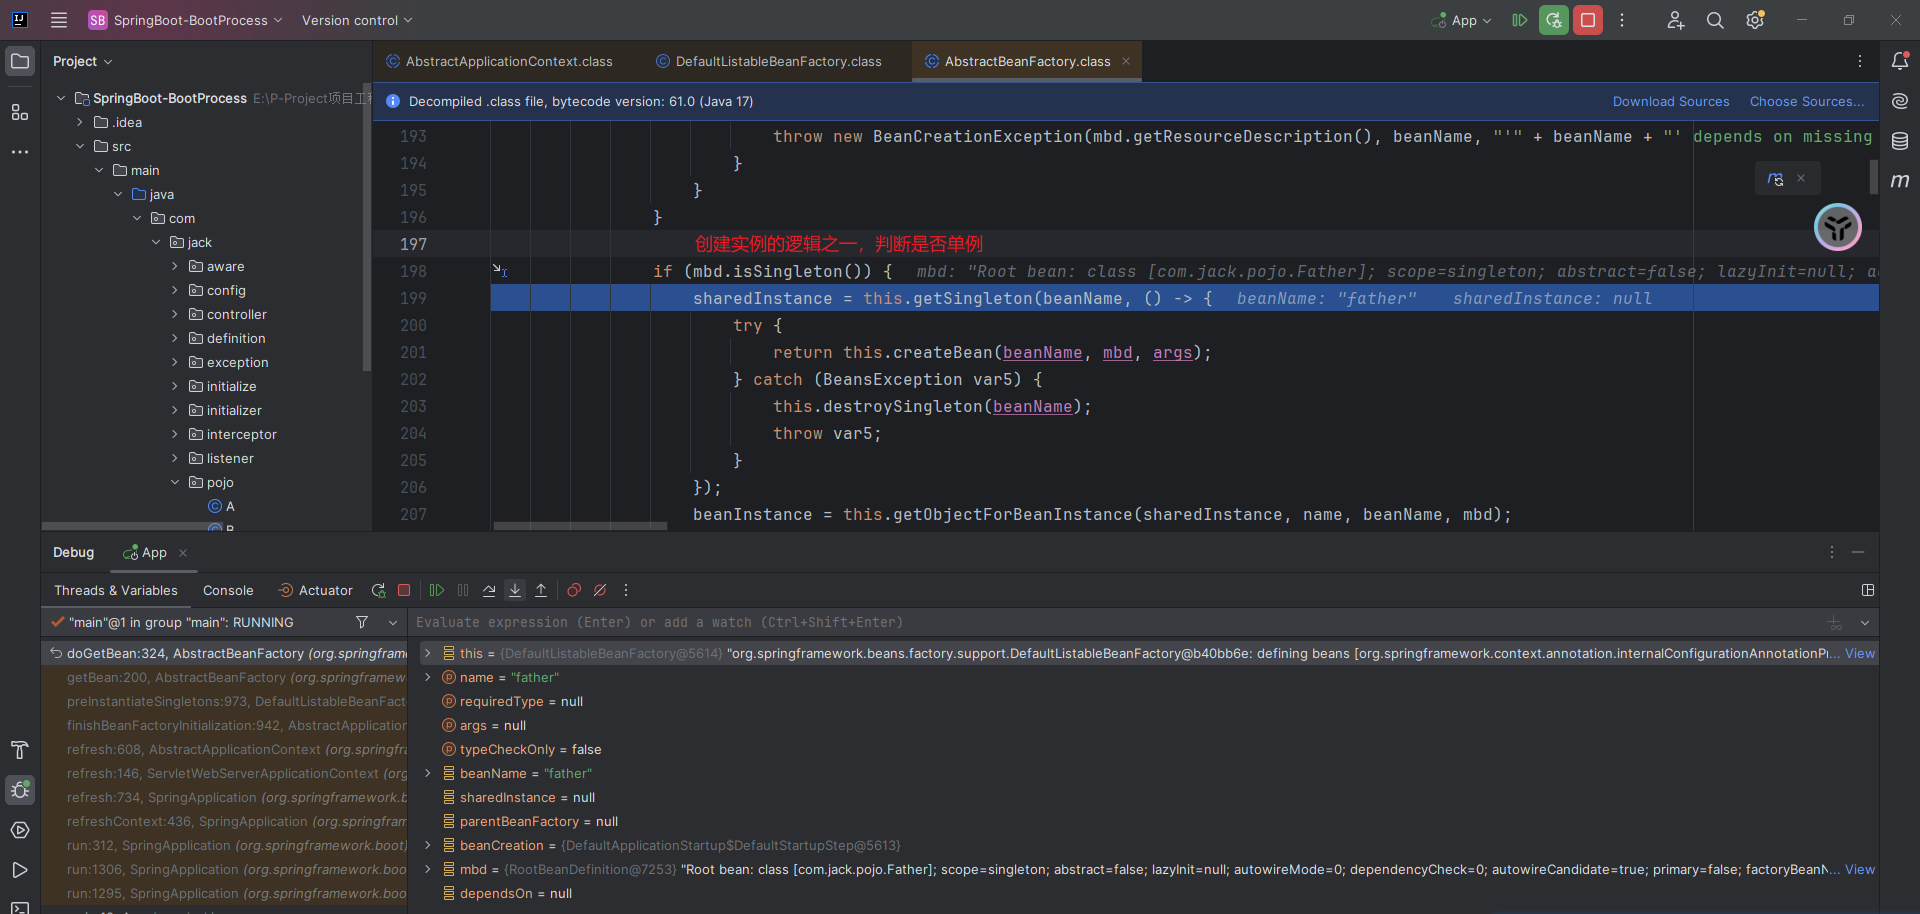 SB SpringBoot-BootProcess Version control App
Project
AbstractApplicationContext.class DefaultListableBeanFactory.class AbstractBeanFactory.class
SpringBoot-BootProcess E:\P-Project项目工程
.idea
src
main
java
com
jack
aware
config
controller
definition
exception
initialize
initializer
interceptor
listener
pojo
A
B
Decompiled .class file, bytecode version: 61.0 (Java 17) Download Sources Choose Sources...
193 throw new BeanCreationException(mbd.getResourceDescription(), beanName, "'" + beanName + "' depends on missing
194 }
195 }
196 }
197 创建实例的逻辑之一，判断是否单例
198 if (mbd.isSingleton()) { mbd: "Root bean: class [com.jack.pojo.Father]; scope=singleton; abstract=false; lazyInit=null; a
199 sharedInstance = this.getSingleton(beanName, () -> { beanName: "father" sharedInstance: null
200 try {
201 return this.createBean(beanName, mbd, args);
202 } catch (BeansException var5) {
203 this.destroySingleton(beanName);
204 throw var5;
205 }
206 });
207 beanInstance = this.getObjectForBeanInstance(sharedInstance, name, beanName, mbd);
m
Debug App
Threads & Variables Console Actuator
"main"@1 in group "main": RUNNING
Evaluate expression (Enter) or add a watch (Ctrl+Shift+Enter)
doGetBean:324, AbstractBeanFactory (org.springframe
getBean:200, AbstractBeanFactory (org.springframew
preInstantiateSingletons:973, DefaultListableBeanFact
finishBeanFactoryInitialization:942, AbstractApplication
refresh:608, AbstractApplicationContext (org.springfra
refresh:146, ServletWebServerApplicationContext (org
refresh:734, SpringApplication (org.springframework.b
refreshContext:436, SpringApplication (org.springfram
run:312, SpringApplication (org.springframework.boot)
run:1306, SpringApplication (org.springframework.boo
run:1295, SpringApplication (org.springframework.boo
this = {DefaultListableBeanFactory@5614} "org.springframework.beans.factory.support.DefaultListableBeanFactory@b40bb6e: defining beans [org.springframework.context.annotation.internalConfigurationAnnotationPr... View
name = "father"
requiredType = null
args = null
typeCheckOnly = false
beanName = "father"
sharedInstance = null
parentBeanFactory = null
beanCreation = {DefaultApplicationStartup$DefaultStartupStep@5613}
mbd = {RootBeanDefinition@7253} "Root bean: class [com.jack.pojo.Father]; scope=singleton; abstract=false; lazyInit=null; autowireMode=0; dependencyCheck=0; autowireCandidate=true; primary=false; factoryBeanN... View
dependsOn = null